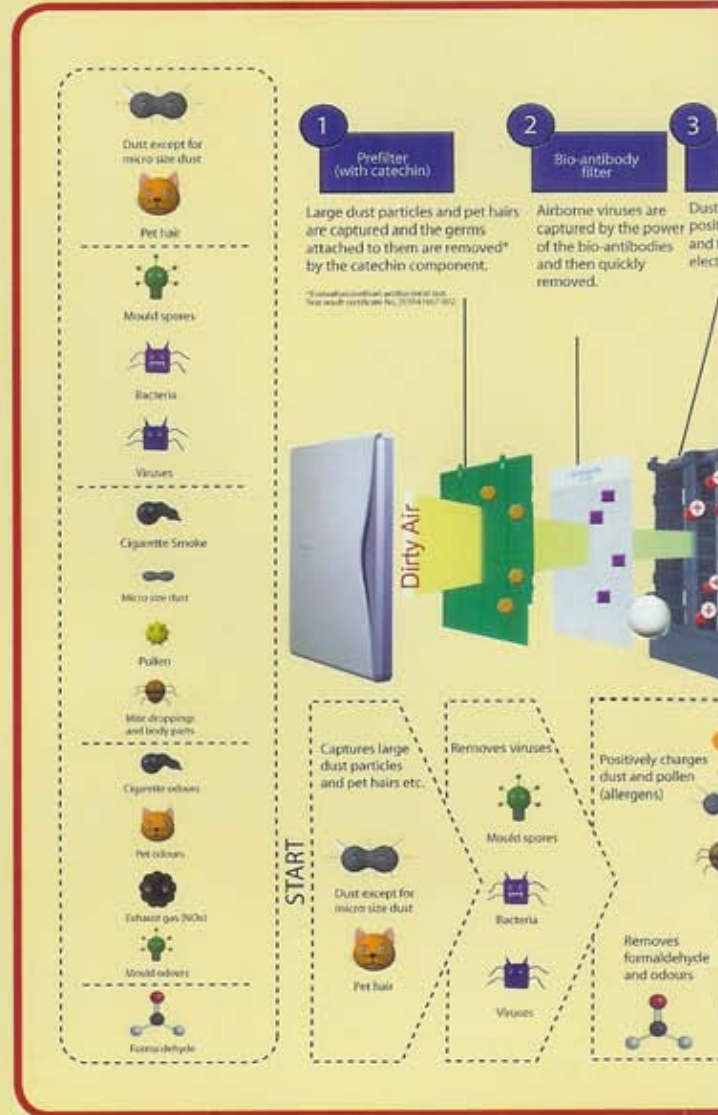 Dust except for
micro size dust
Pet hair
Mould spores
Bacteria
Viruses
Cigarette Smoke
Micro size dust
Pollen
Mite droppings
and body parts
Cigarette odours
Pet odours
Exhaust gas (NOx)
Mould odours
Formaldehyde
1
Prefilter
(with catechin)
Large dust particles and pet hairs
are captured and the germs
attached to them are removed*
by the catechin component.
2
Bio-antibody
filter
Airborne viruses are
captured by the power
of the bio-antibodies
and then quickly
removed.
3
Dust
posit
and
elect
Dirty Air
START
Captures large
dust particles
and pet hairs etc.
Dust except for
micro size dust
Pet hair
Removes viruses
Mould spores
Bacteria
Viruses
Positively charges
dust and pollen
(allergens)
Removes
formaldehyde
and odours